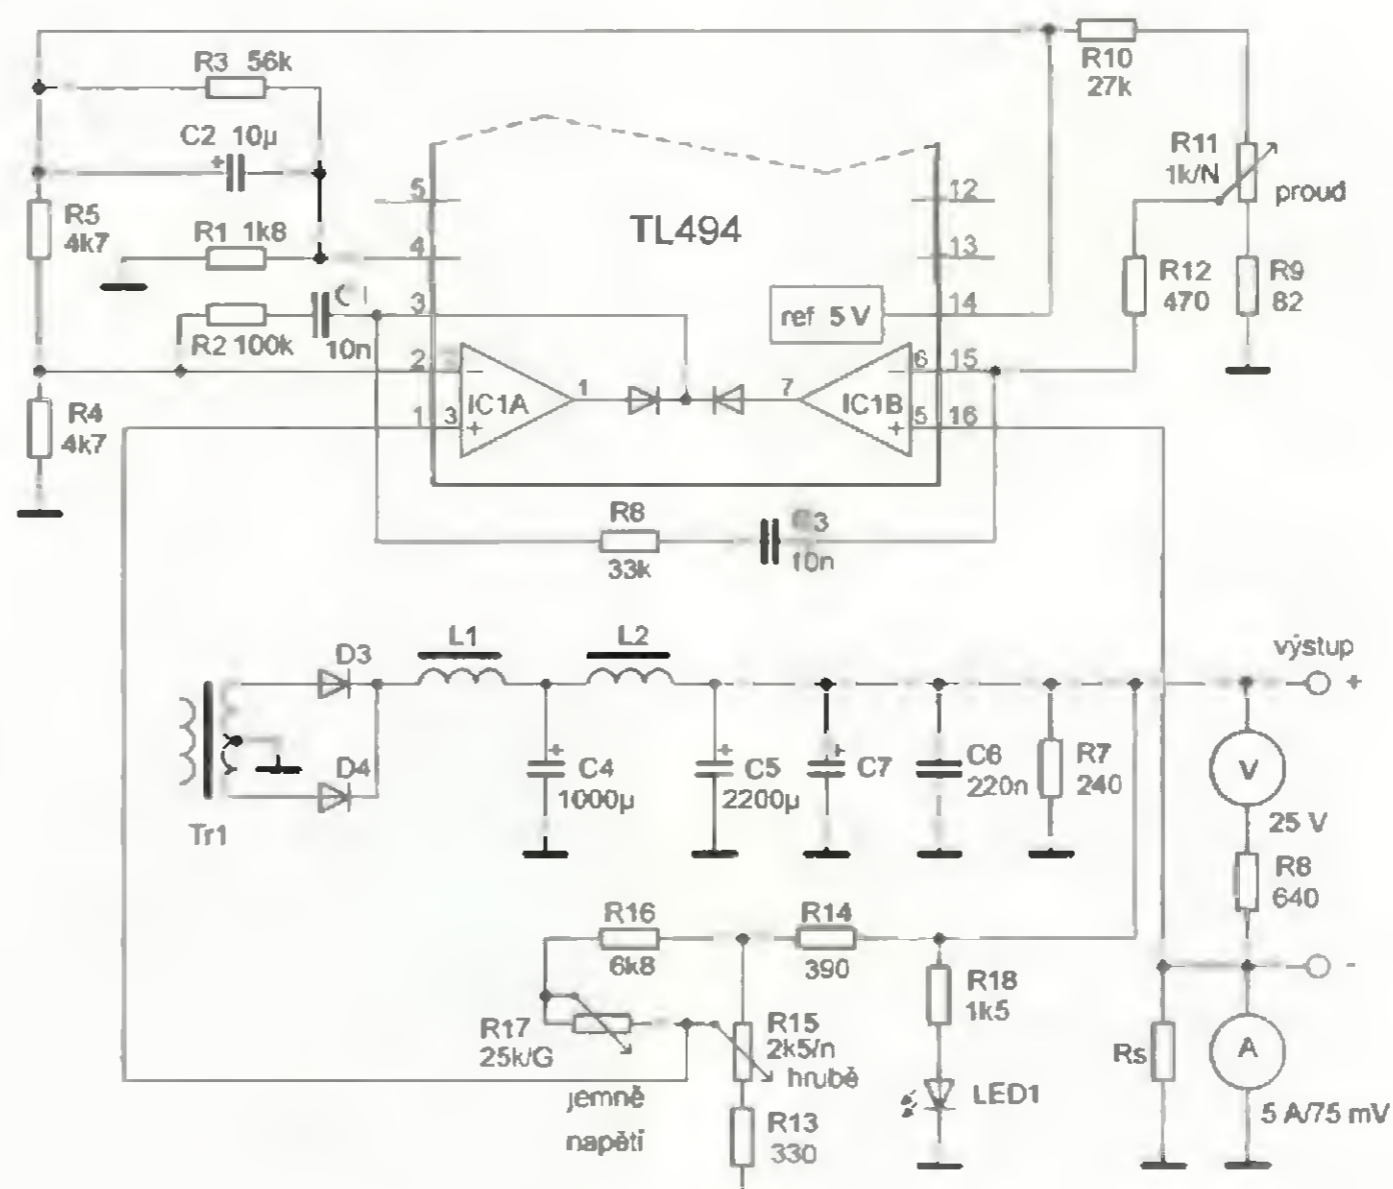 R3 56k
C2 10µ
R5
4k7
R1 1k8
R2 100k
10n
R4
4k7
5
4
3
2
1
2
3
-
+
IC1A
1
TL494
ref 5 V
7
IC1B
6
5
-
+
12
13
14
15
16
R10
27k
R11
1k/N
proud
R12
470
R9
82
R8
33k
10n
D3
D4
Tr1
L1
L2
+
C4
1000µ
+
C5
2200µ
+
C7
C6
220n
R7
240
výstup
+
V
25 V
R8
640
-
A
5 A/75 mV
Rs
R16
6k8
R14
390
R17
25k/G
jemně
napětí
R15
2k5/n
hrubě
R13
330
R18
1k5
LED1